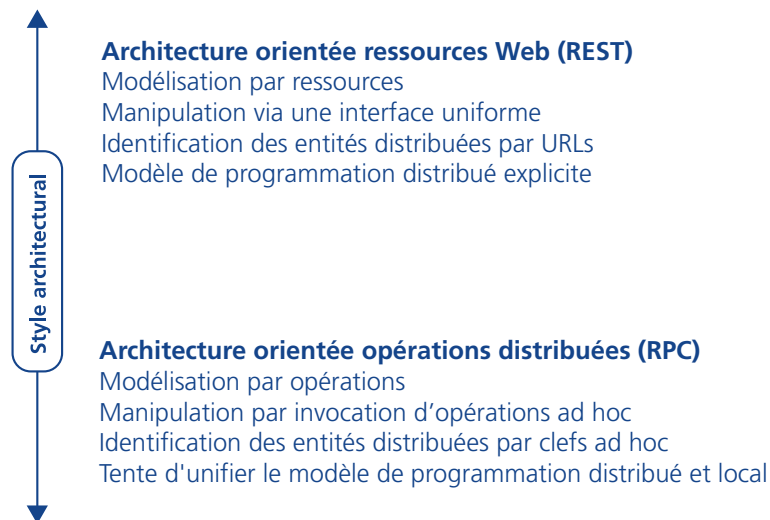 Architecture orientée ressources Web (REST)
Modélisation par ressources
Manipulation via une interface uniforme
Identification des entités distribuées par URLs
Modèle de programmation distribué explicite
Style architectural
Architecture orientée opérations distribuées (RPC)
Modélisation par opérations
Manipulation par invocation d’opérations ad hoc
Identification des entités distribuées par clefs ad hoc
Tente d'unifier le modèle de programmation distribué et local